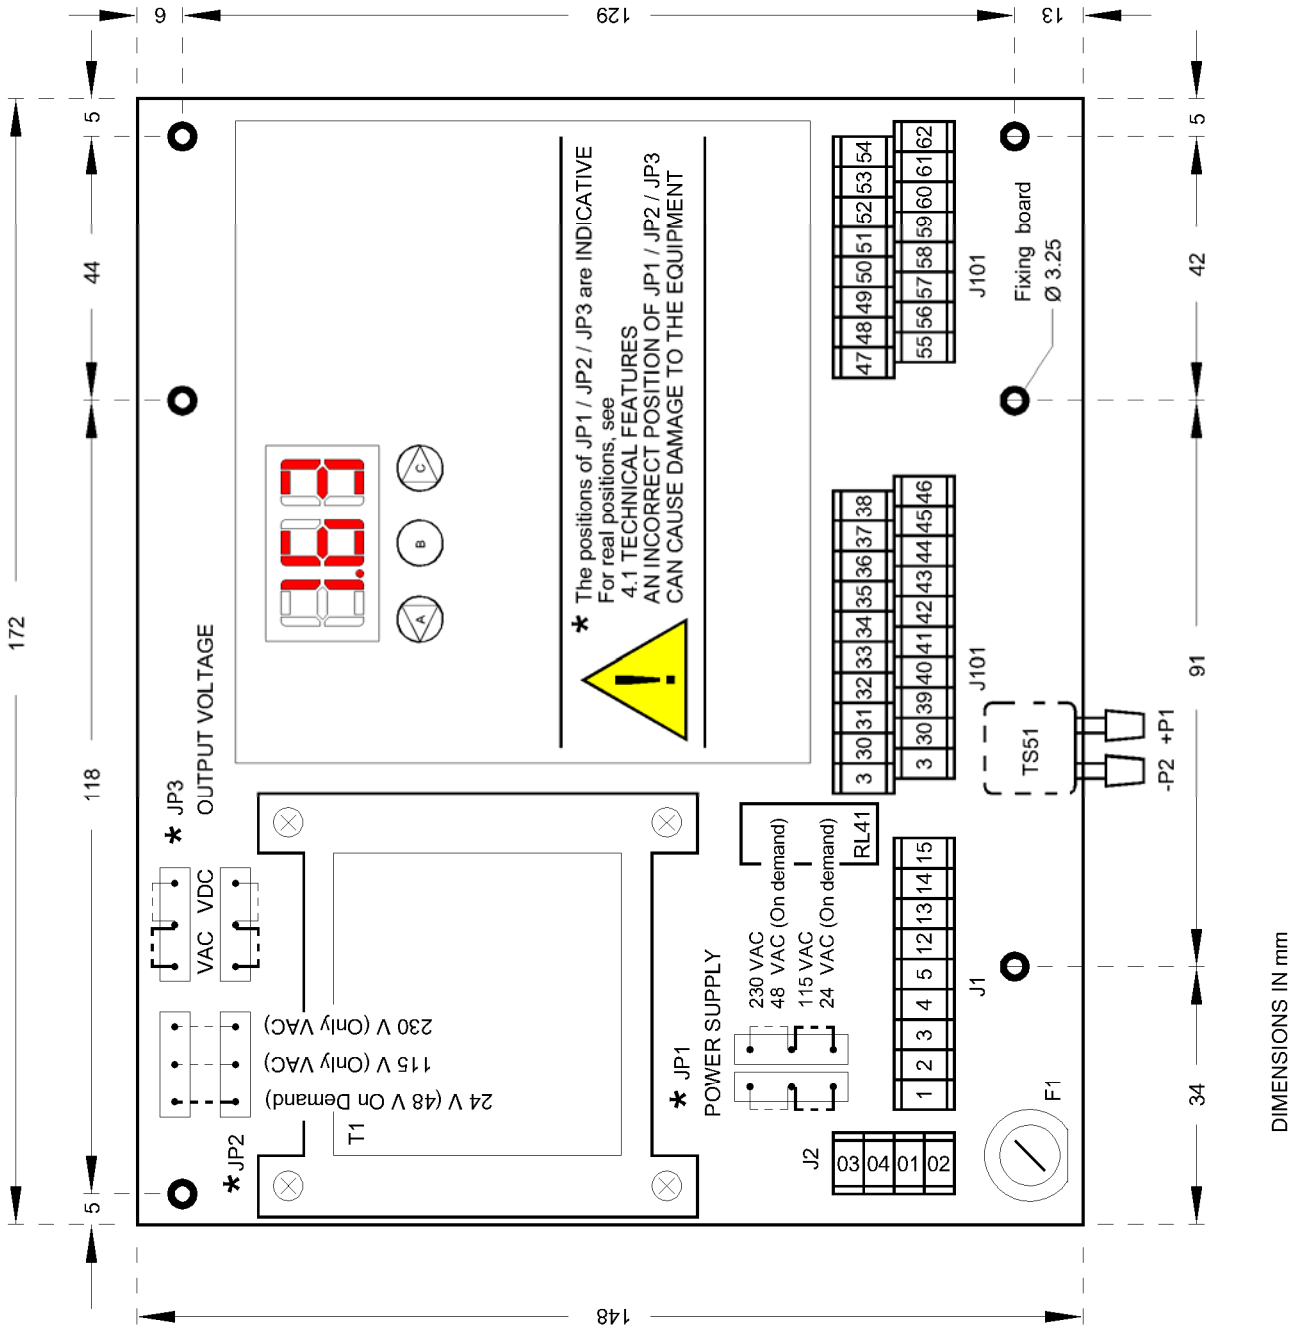 172
5
118
44
5
* JP2
24 V (48 V On Demand)
115 V (Only VAC)
230 V (Only VAC)
VAC VDC
* JP3
OUTPUT VOLTAGE
148
6
129
13
T1
1.93
A
B
C
* The positions of JP1 / JP2 / JP3 are INDICATIVE
For real positions, see
4.1 TECHNICAL FEATURES
AN INCORRECT POSITION OF JP1 / JP2 / JP3
CAN CAUSE DAMAGE TO THE EQUIPMENT
!
* JP1
POWER SUPPLY
230 VAC
48 VAC (On demand)
115 VAC
24 VAC (On demand)
RL41
J2
03 04 01 02
1 2 3 4 5 12 13 14 15
J1
3 30 31 32 33 34 35 36 37 38
3 30 39 40 41 42 43 44 45 46
J101
47 48 49 50 51 52 53 54
55 56 57 58 59 60 61 62
J101
F1
TS51
-P2 +P1
Fixing board
Ø 3.25
34
91
42
5
DIMENSIONS IN mm